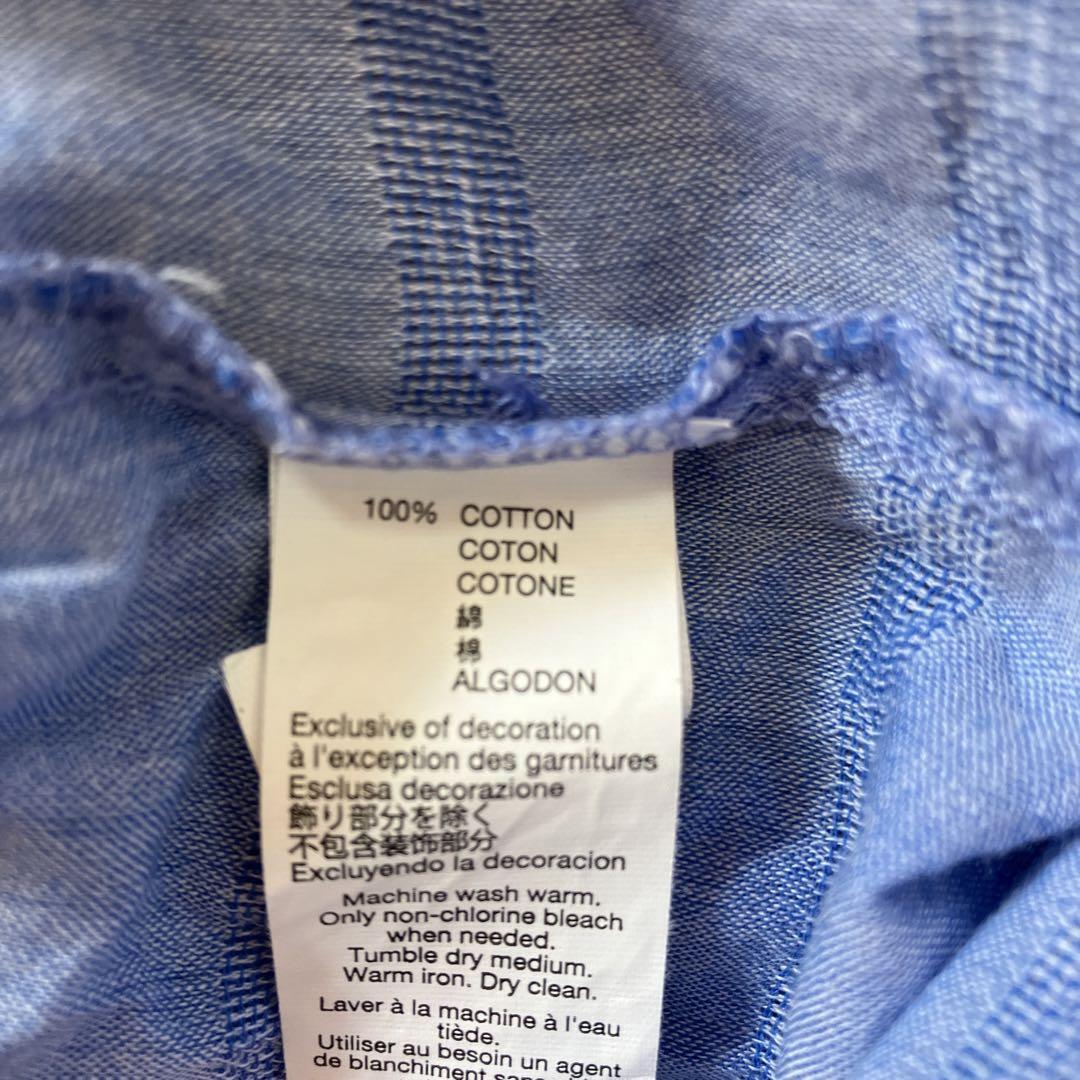 100% COTTON
COTON
COTONE
綿
棉
ALGODON
Exclusive of decoration
à l'exception des garnitures
Esclusa decorazione
飾り部分を除く
不包含装饰部分
Excluyendo la decoracion
Machine wash warm.
Only non-chlorine bleach
when needed.
Tumble dry medium.
Warm iron. Dry clean.
Laver à la machine à l'eau
tiède.
Utiliser au besoin un agent
de blanchiment